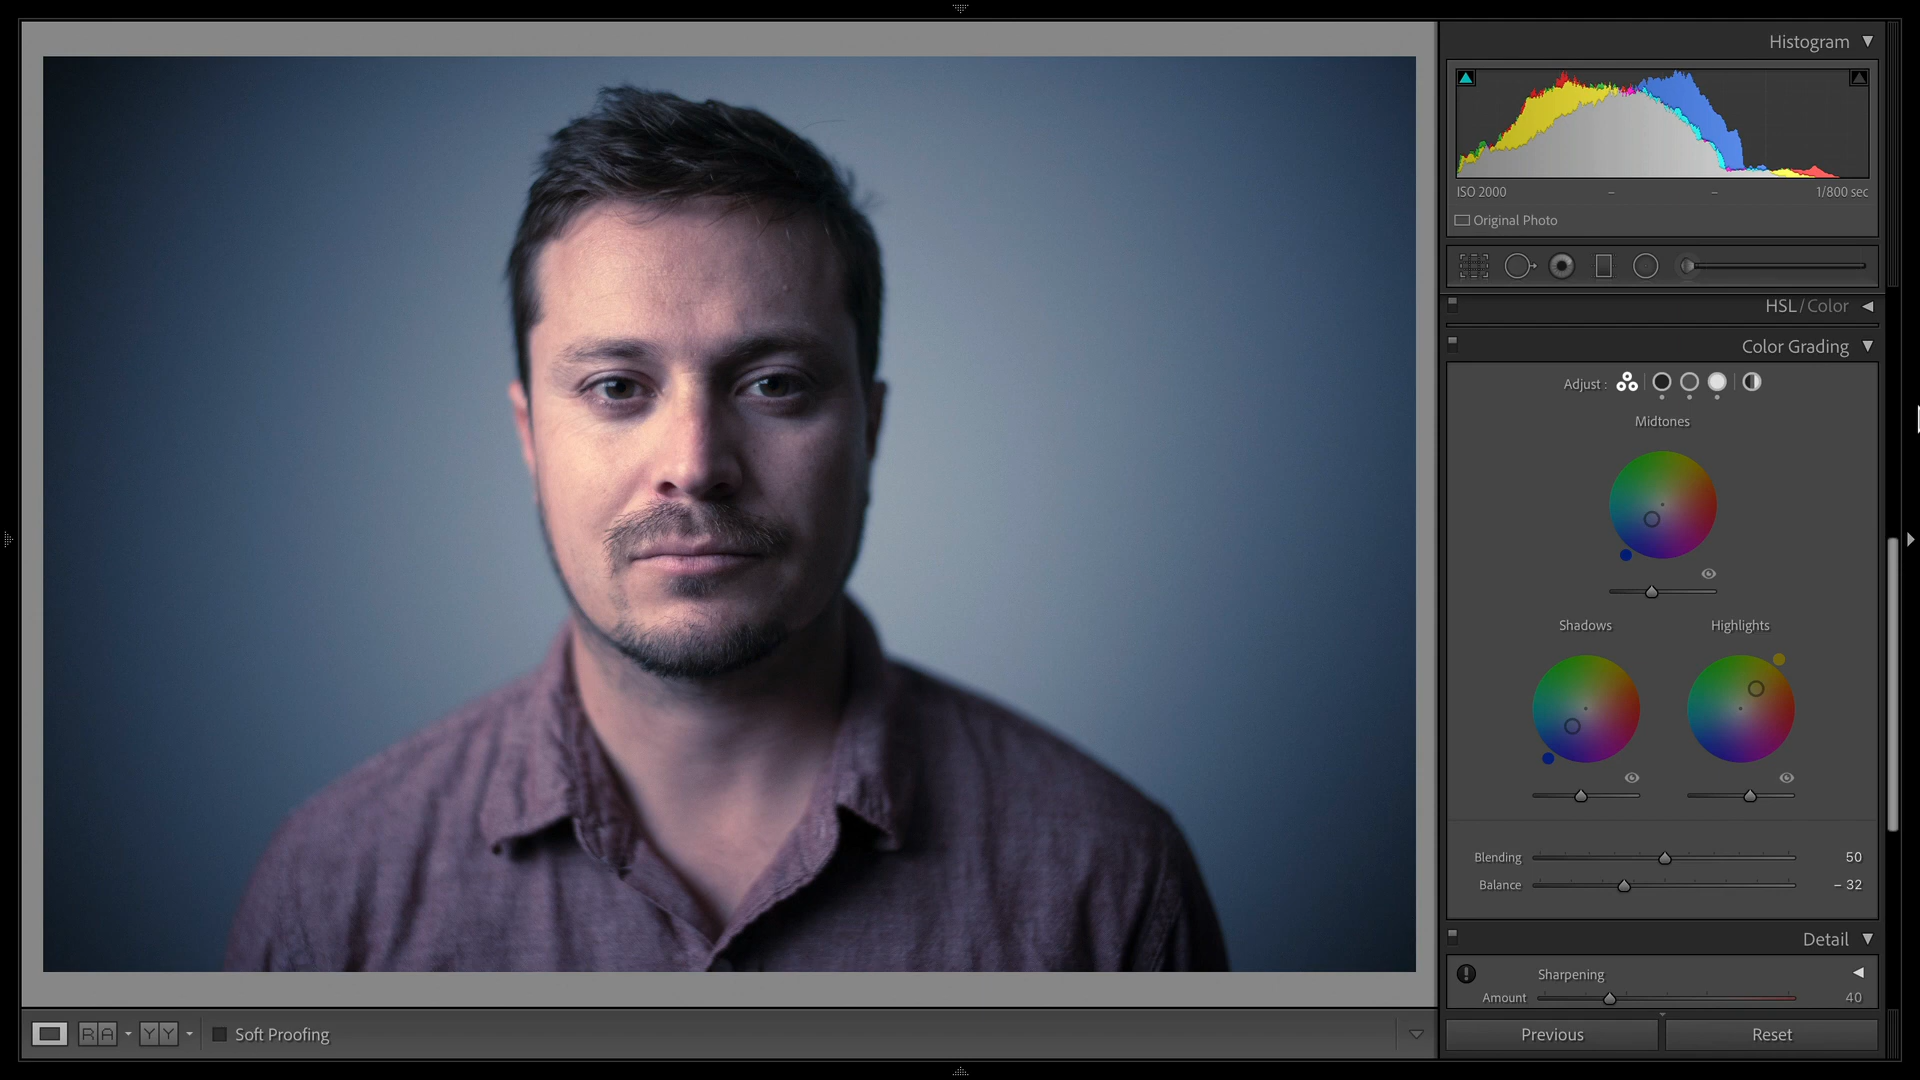 Histogram
ISO 2000 – – 1/800 sec
Original Photo
HSL / Color
Color Grading
Adjust :
Midtones
Shadows Highlights
Blending 50
Balance – 32
Detail
Sharpening
Amount 40
R A Y Y Soft Proofing
Previous Reset